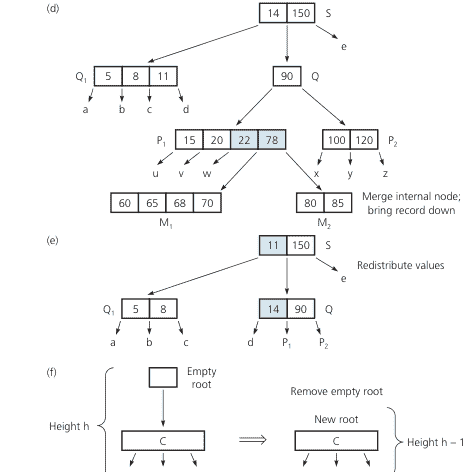 (d)
14 150 S
e
Q1 5 8 11
90 Q
a b c d
P1 15 20 22 78
100 120 P2
u v w
x y z
60 65 68 70
80 85
M1
M2
Merge internal node;
bring record down
(e)
11 150 S
Redistribute values
e
Q1 5 8
14 90 Q
a b c
d P1 P2
(f)
Empty
root
Remove empty root
New root
Height h
C
C
Height h – 1